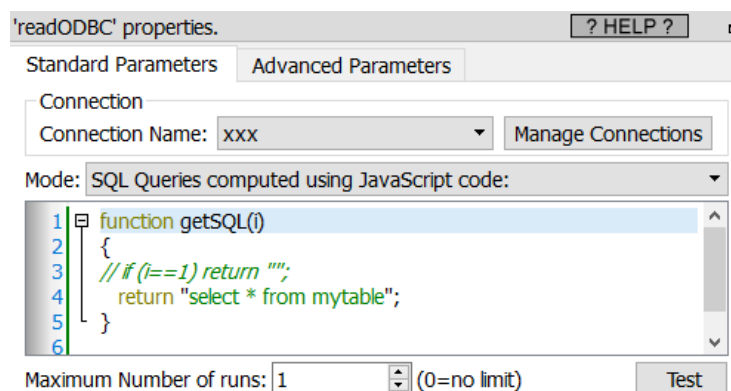 'readODBC' properties. ? HELP ?
Standard Parameters Advanced Parameters
Connection
Connection Name: xxx Manage Connections
Mode: SQL Queries computed using JavaScript code:
1 function getSQL(i)
2 {
3 // if (i==1) return "";
4 return "select * from mytable";
5 }
6
Maximum Number of runs: 1 (0=no limit) Test